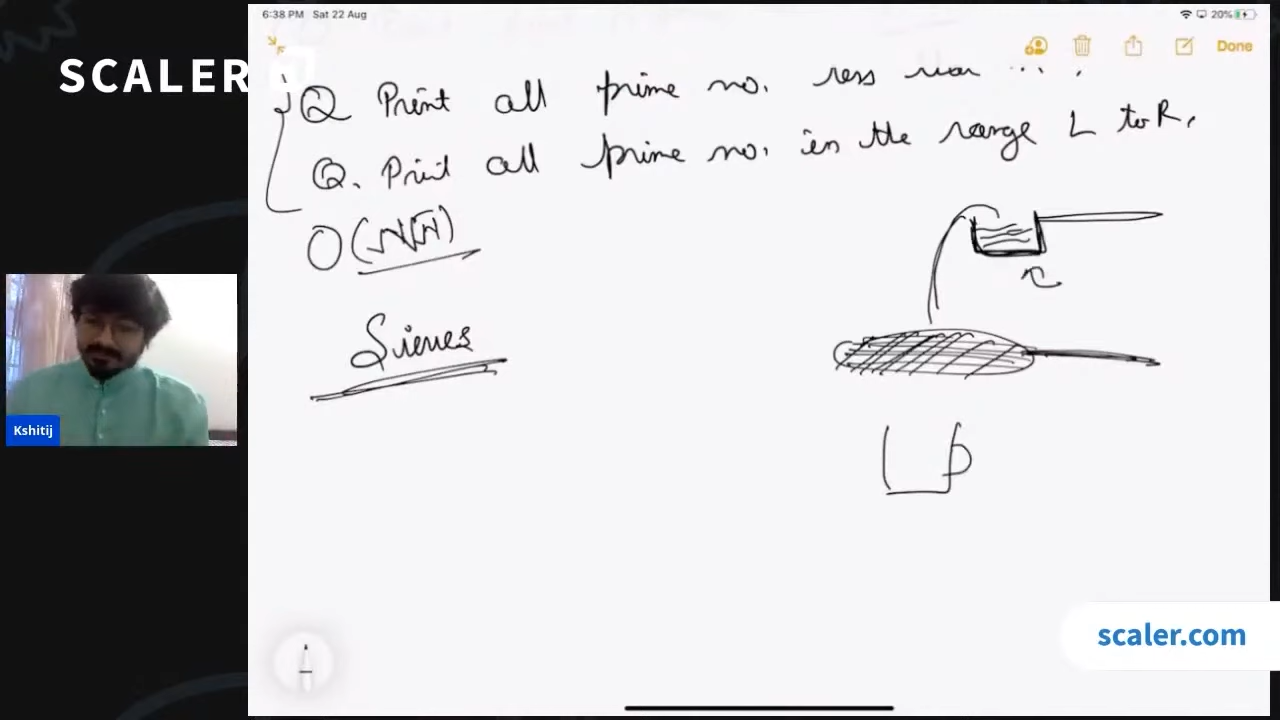 6:38 PM Sat 22 Aug
20%
SCALER
Done
Q Print all prime no.
Q. Print all prime no. in the range L to R.
O(N√N)
Sieves
Kshitij
scaler.com